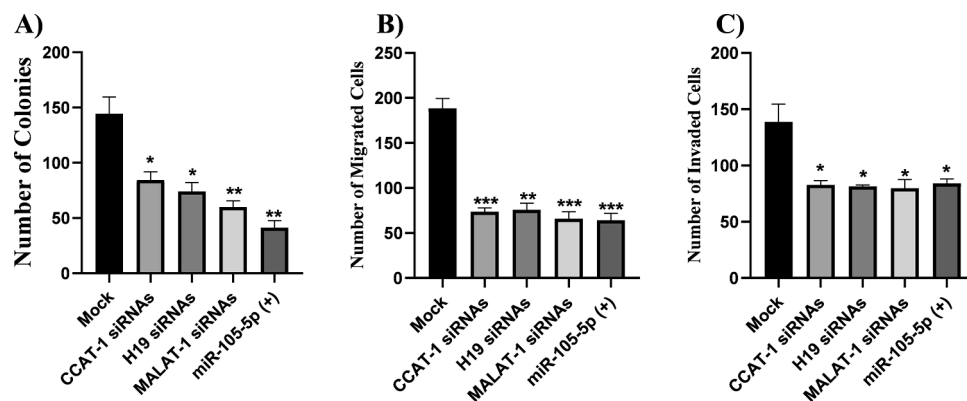 A)
Number of Colonies
200
150
100
50
0
*
*
**
**
Mock
CCAT-1 siRNAs
H19 siRNAs
MALAT-1 siRNAs
miR-105-5p (+)
B)
Number of Migrated Cells
250
200
150
100
50
0
***
**
***
***
Mock
CCAT-1 siRNAs
H19 siRNAs
MALAT-1 siRNAs
miR-105-5p (+)
C)
Number of Invaded Cells
200
150
100
50
0
*
*
*
*
Mock
CCAT-1 siRNAs
H19 siRNAs
MALAT-1 siRNAs
miR-105-5p (+)